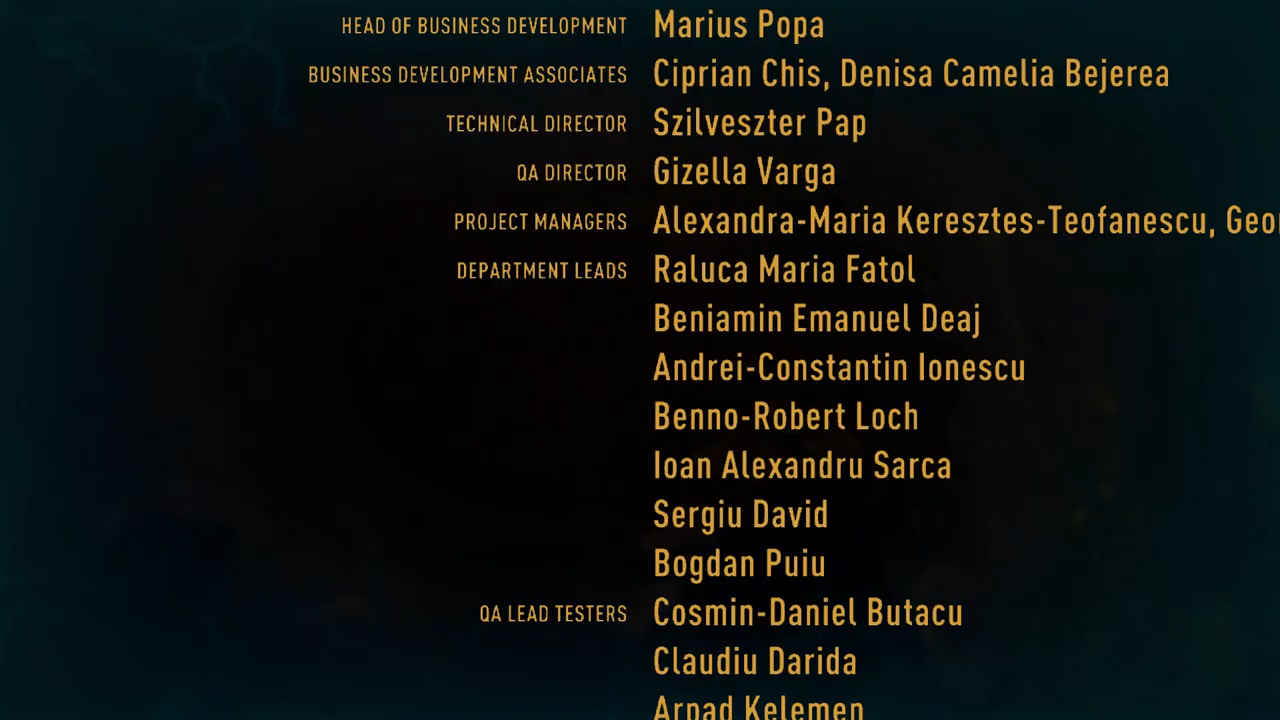 HEAD OF BUSINESS DEVELOPMENT Marius Popa
BUSINESS DEVELOPMENT ASSOCIATES Ciprian Chis, Denisa Camelia Bejerea
TECHNICAL DIRECTOR Szilveszter Pap
QA DIRECTOR Gizella Varga
PROJECT MANAGERS Alexandra-Maria Keresztes-Teofanescu,
DEPARTMENT LEADS Raluca Maria Fatol
Beniamin Emanuel Deaj
Andrei-Constantin Ionescu
Benno-Robert Loch
Ioan Alexandru Sarca
Sergiu David
Bogdan Puiu
QA LEAD TESTERS Cosmin-Daniel Butacu
Claudiu Darida
Arpad Kelemen